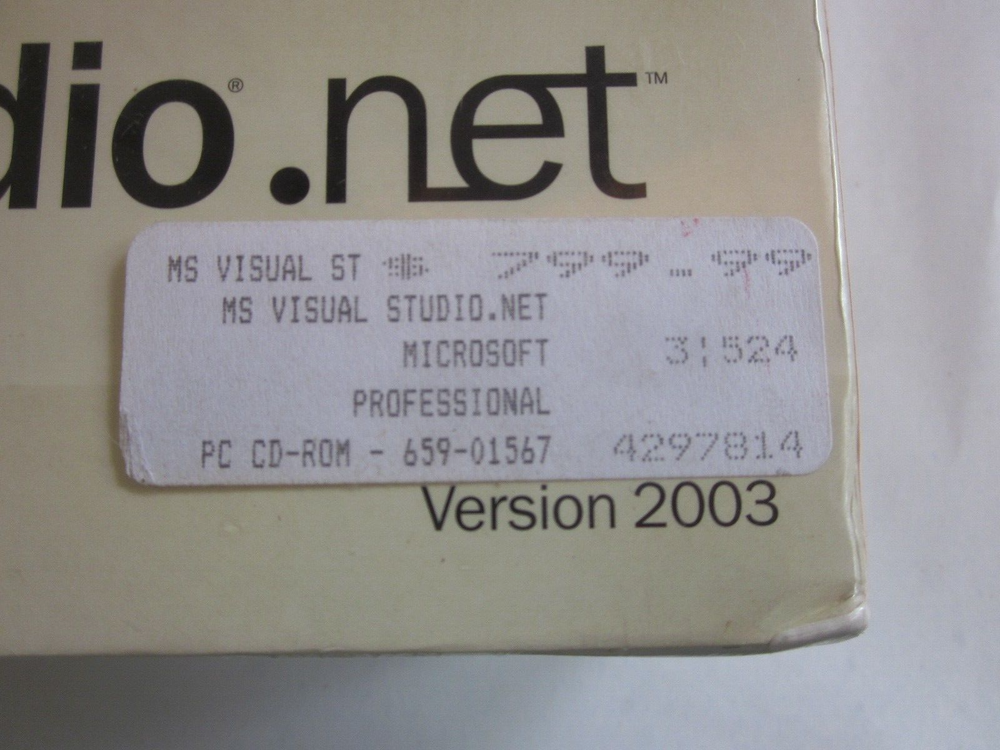 dio® .net™
MS VISUAL ST $ 799.99
MS VISUAL STUDIO.NET
MICROSOFT 3¦524
PROFESSIONAL
PC CD-ROM - 659-01567 4297814
Version 2003